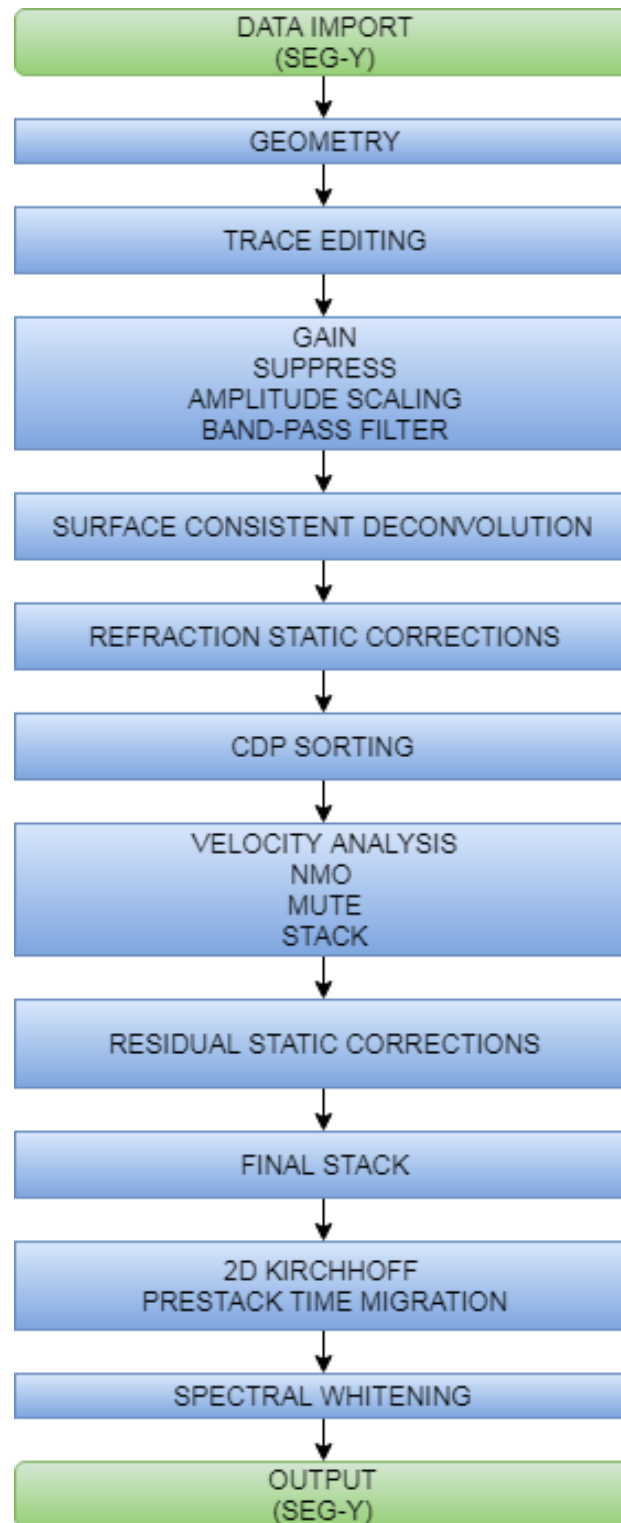 DATA IMPORT
(SEG-Y)
GEOMETRY
TRACE EDITING
GAIN
SUPPRESS
AMPLITUDE SCALING
BAND-PASS FILTER
SURFACE CONSISTENT DECONVOLUTION
REFRACTION STATIC CORRECTIONS
CDP SORTING
VELOCITY ANALYSIS
NMO
MUTE
STACK
RESIDUAL STATIC CORRECTIONS
FINAL STACK
2D KIRCHHOFF
PRESTACK TIME MIGRATION
SPECTRAL WHITENING
OUTPUT
(SEG-Y)